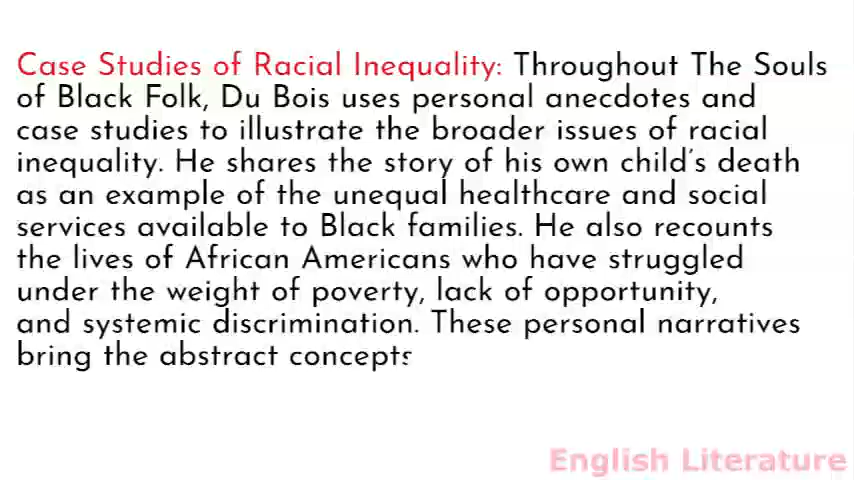 Case Studies of Racial Inequality: Throughout The Souls
of Black Folk, Du Bois uses personal anecdotes and
case studies to illustrate the broader issues of racial
inequality. He shares the story of his own child's death
as an example of the unequal healthcare and social
services available to Black families. He also recounts
the lives of African Americans who have struggled
under the weight of poverty, lack of opportunity,
and systemic discrimination. These personal narratives
bring the abstract concepts
English Literature